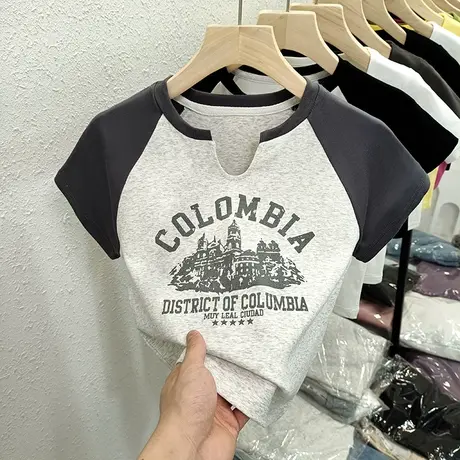 COLOMBIA
DISTRICT OF COLUMBIA
MUY LEAL CIUDAD